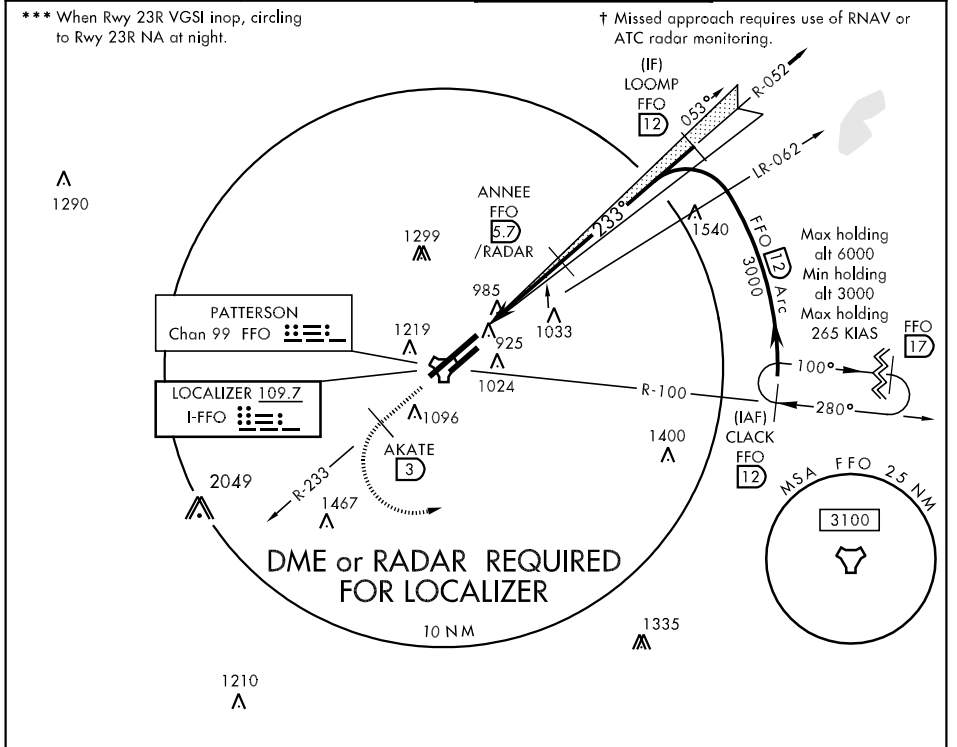 *** When Rwy 23R VGSI inop, circling
to Rwy 23R NA at night.
† Missed approach requires use of RNAV or
ATC radar monitoring.
(IF)
LOOMP
FFO
12
053°
R-052
LR-062
1290
ANNEE
FFO
5.7
/RADAR
233°
1540
1299
FFO 12 Arc
3000
Max holding
alt 6000
Min holding
alt 3000
Max holding
265 KIAS
FFO
17
985
1033
PATTERSON
Chan 99 FFO
1219
925
1024
100°
280°
R-100
LOCALIZER 109.7
I-FFO
1096
(IAF)
CLACK
FFO
12
AKATE
3
1400
R-233
2049
1467
MSA FFO 25 NM
3100
DME or RADAR REQUIRED
FOR LOCALIZER
10 NM
1335
1210